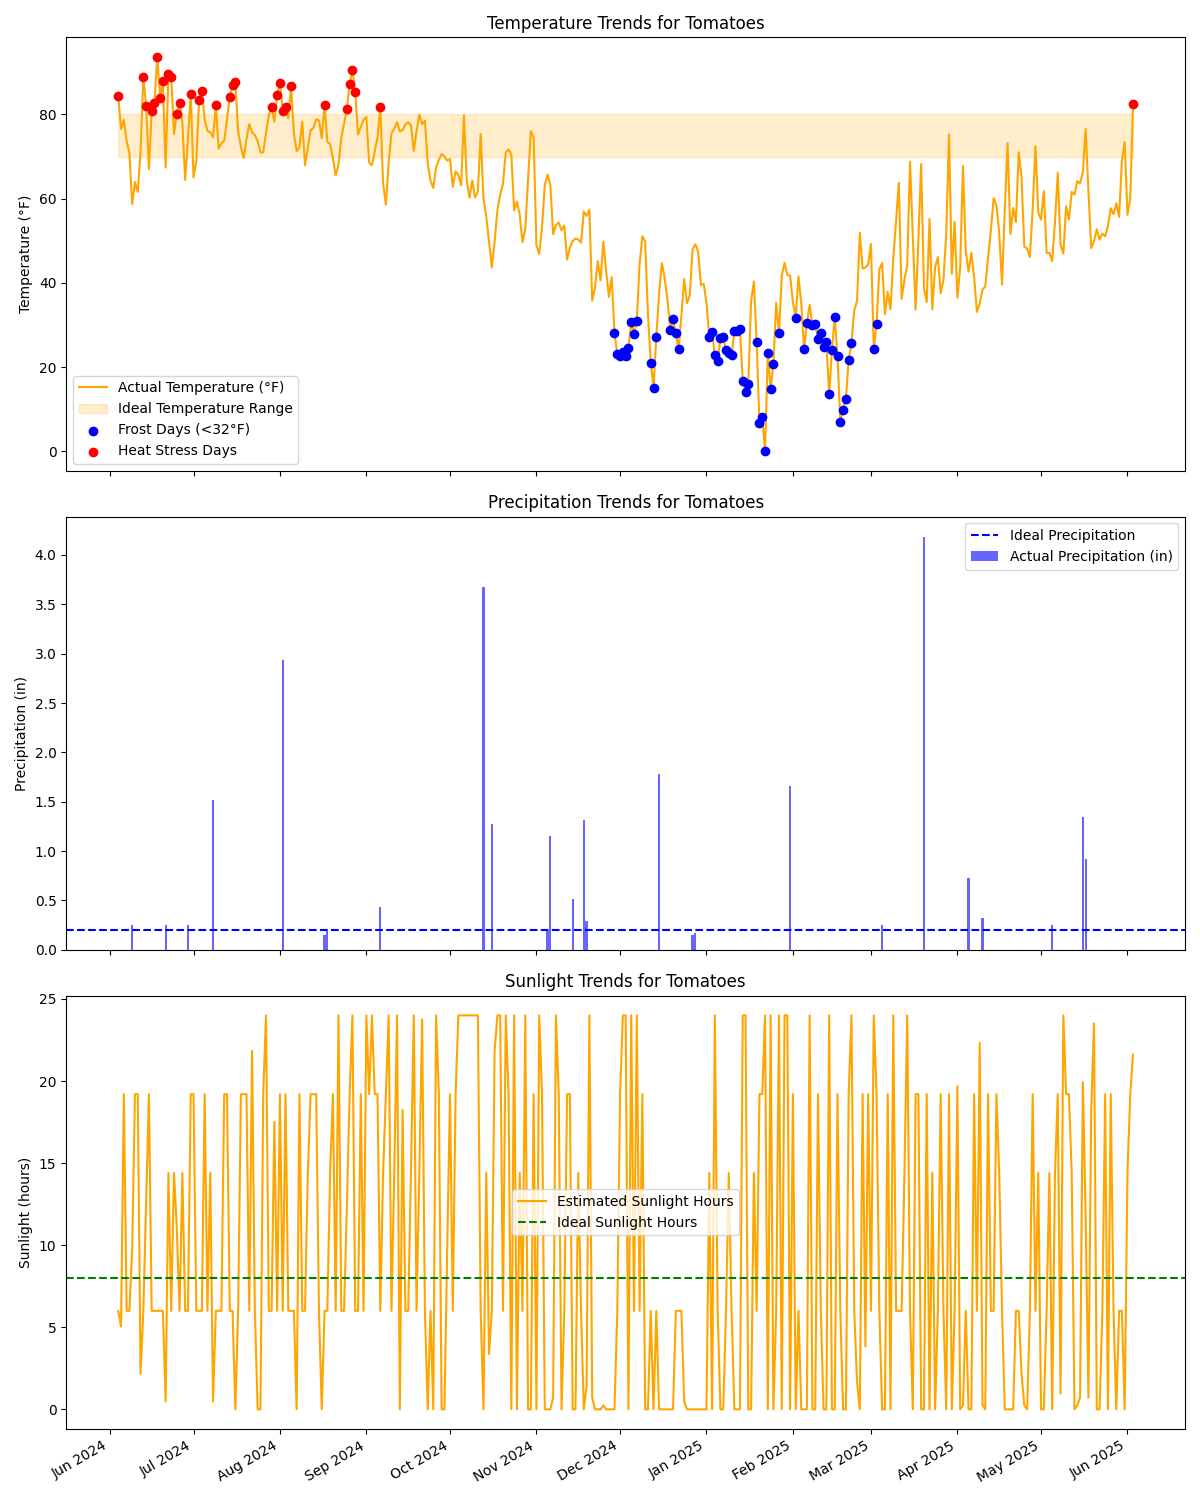 Temperature Trends for Tomatoes
Temperature (°F)
80
60
40
20
0
Actual Temperature (°F)
Ideal Temperature Range
Frost Days (<32°F)
Heat Stress Days
Precipitation Trends for Tomatoes
Precipitation (in)
4.0
3.5
3.0
2.5
2.0
1.5
1.0
0.5
0.0
Ideal Precipitation
Actual Precipitation (in)
Sunlight Trends for Tomatoes
Sunlight (hours)
25
20
15
10
5
0
Estimated Sunlight Hours
Ideal Sunlight Hours
Jun 2024
Jul 2024
Aug 2024
Sep 2024
Oct 2024
Nov 2024
Dec 2024
Jan 2025
Feb 2025
Mar 2025
Apr 2025
May 2025
Jun 2025